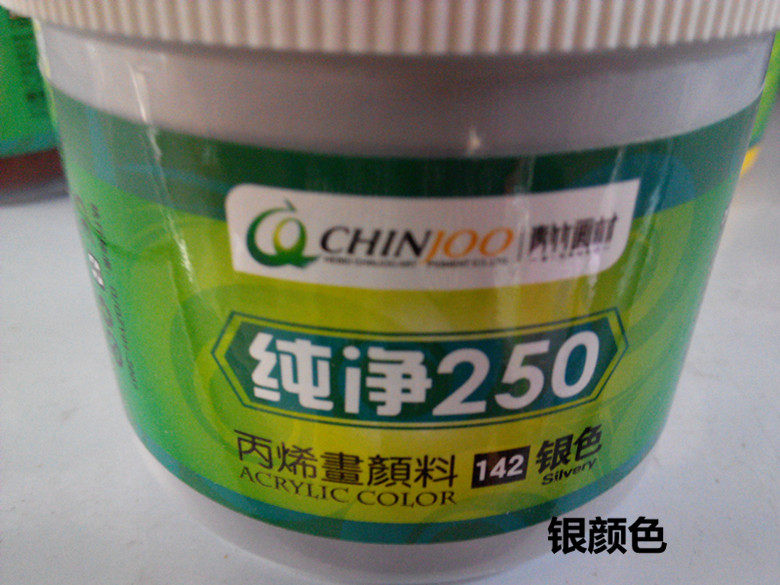 CHINJOO 青竹画材
纯净250
丙烯畫顏料 142 银色
ACRYLIC COLOR Silvery
银颜色